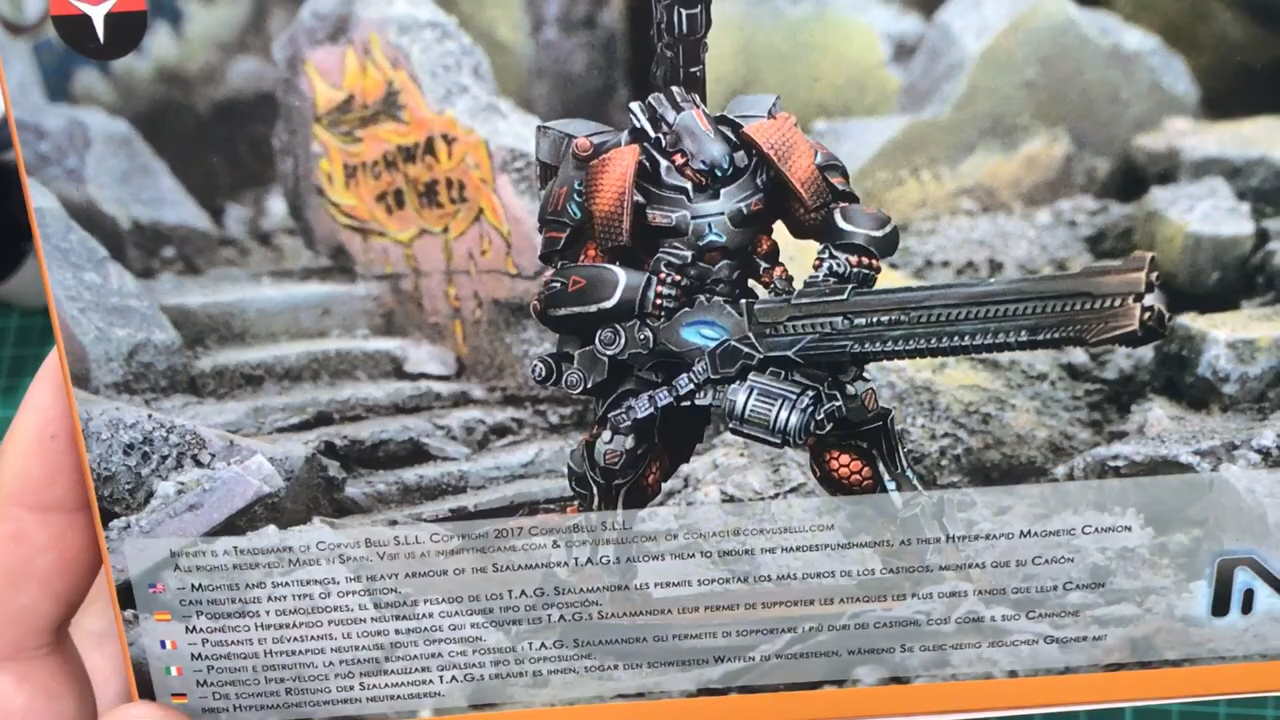 HIGHWAY
TO HELL
Infinity is a Trademark of Corvus Belli S.L.L. Copyright 2017 CorvusBelli S.L.L.
All rights reserved. Made in Spain. Visit us at infinitythegame.com & corvusbelli.com or contact@corvusbelli.com
– Mighties and shatterings, the heavy armour of the Szalamandra T.A.G.s allows them to endure the hardestpunishments, as their Hyper-rapid Magnetic Cannon
can neutralize any type of opposition.
– Poderosos y demoledores, el blindaje pesado de los T.A.G. Szalamandra les permite soportar los más duros de los castigos, mientras que su Cañón
Magnético Hiperrápido pueden neutralizar cualquier tipo de oposición.
– Puissants et dévastants, le lourd blindage qui recouvre les T.A.G.s Szalamandra leur permet de supporter les attaques les plus dures tandis que leur Canon
Magnétique Hyperapide neutralise toute opposition.
– Potenti e distruttivi, la pesante blindatura che possiede i T.A.G. Szalamandra gli permette di sopportare i più duri dei castighi, così come il suo Cannone
Magnetico Iper-veloce può neutralizzare qualsiasi tipo di opposizione.
– Die schwere Rüstung der Szalamandra T.A.G.s erlaubt es ihnen, sogar den schwersten Waffen zu widerstehen, während Sie gleich-zeitig jeglichen Gegner mit
ihren Hypermagnetgewehren neutralisieren.